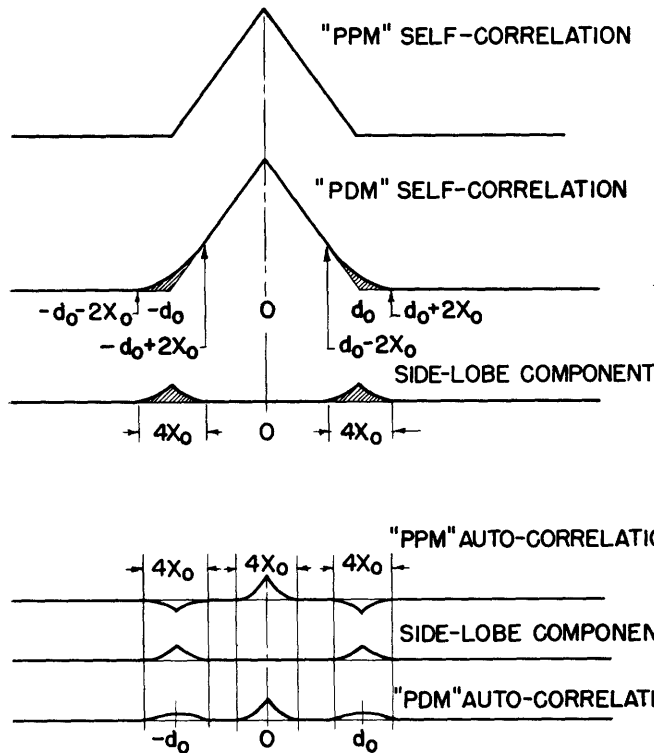 "PPM" SELF-CORRELATION
"PDM" SELF-CORRELATION
-d₀-2X₀ -d₀ 0 d₀ d₀+2X₀
-d₀+2X₀ d₀-2X₀
SIDE-LOBE COMPONENT
4X₀ 0 4X₀
"PPM" AUTO-CORRELATIO
4X₀ 4X₀ 4X₀
SIDE-LOBE COMPONEN
"PDM" AUTO-CORRELATI
-d₀ 0 d₀